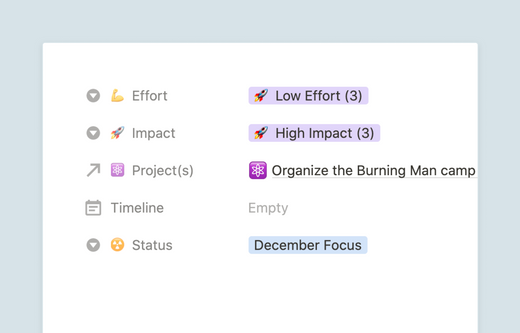 Effort Low Effort (3)
Impact High Impact (3)
Project(s) Organize the Burning Man camp
Timeline Empty
Status December Focus